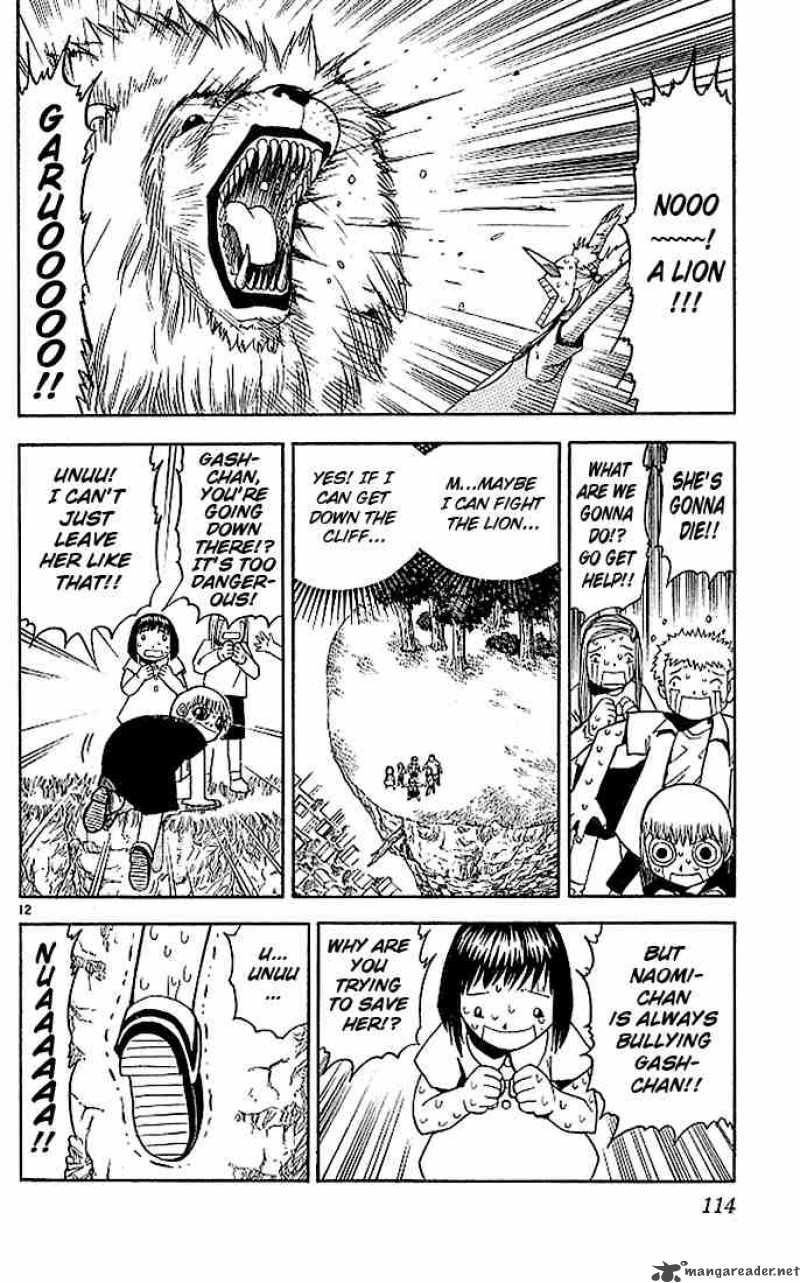 NOOO
~~~~~!
A LION
!!!
GARUOOOOOO!!
SHE'S
GONNA
DIE!!
WHAT
ARE WE
GONNA
DO!?
GO GET
HELP!!
M...MAYBE
I CAN FIGHT
THE LION...
YES! IF I
CAN GET
DOWN THE
CLIFF...
GASH-
CHAN,
YOU'RE
GOING
DOWN
THERE!?
IT'S TOO
DANGER-
OUS!
UNUU!
I CAN'T
JUST
LEAVE
HER LIKE
THAT!!
12
BUT
NAOMI-
CHAN
IS ALWAYS
BULLYING
GASH-
CHAN!!
WHY ARE
YOU
TRYING
TO SAVE
HER!?
U...
UNUU
...
NUAAAAAAA!!
114
mangareader.net